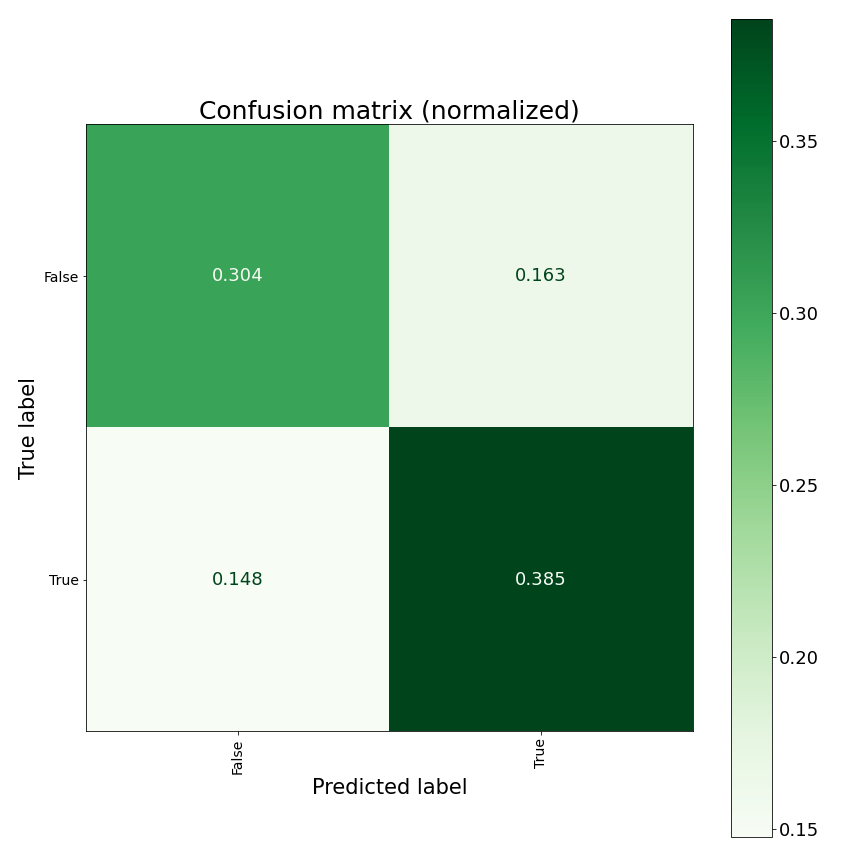 Confusion matrix (normalized)
0.35
False
0.304
0.163
0.30
True label
0.25
True
0.148
0.385
0.20
False
True
Predicted label
0.15